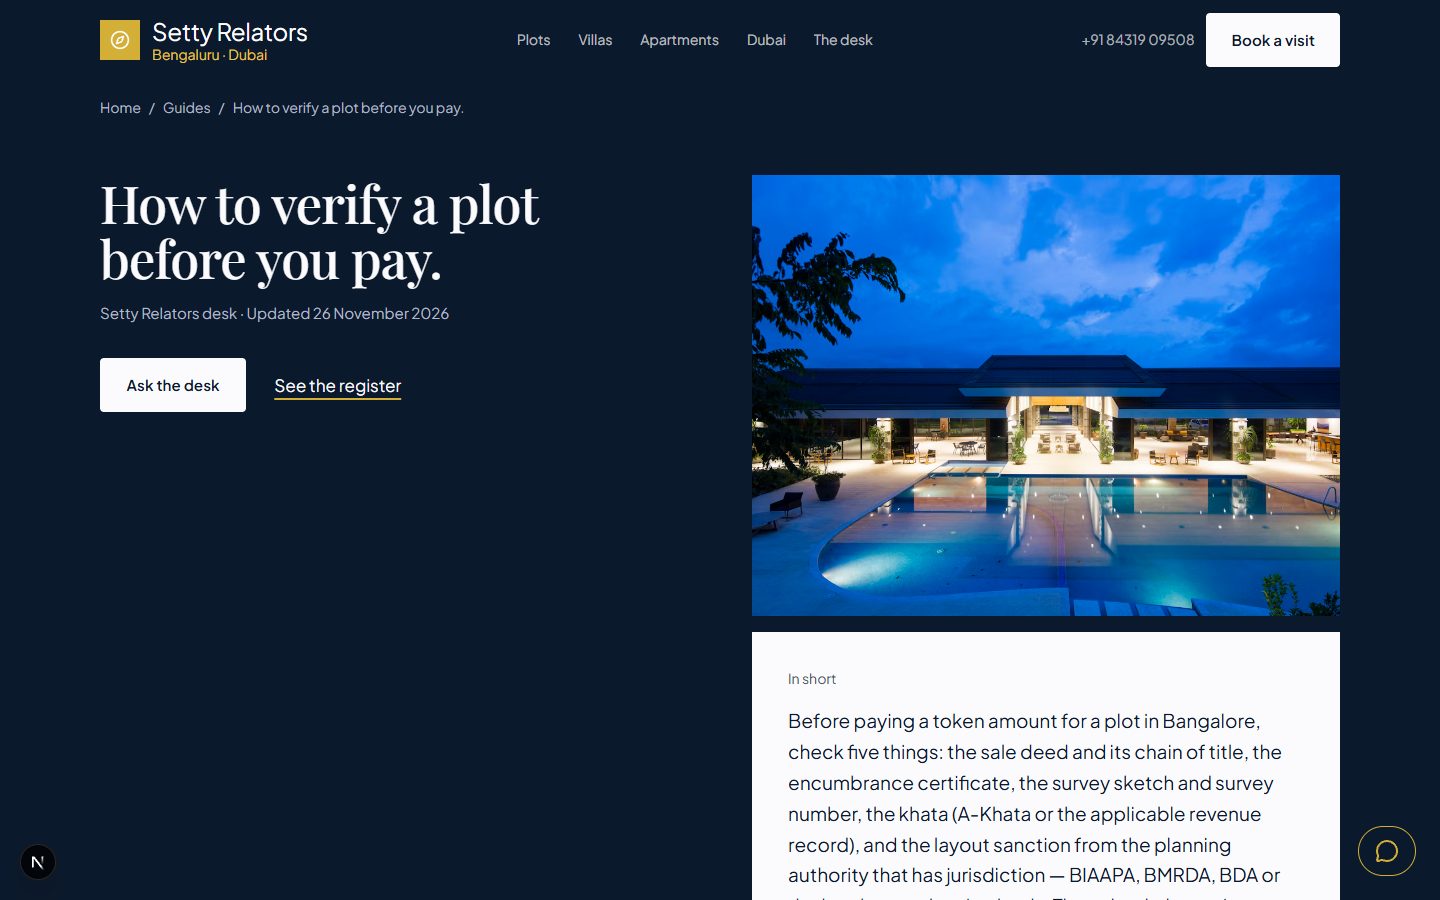 Setty Relators
Bengaluru · Dubai
Plots
Villas
Apartments
Dubai
The desk
+91 84319 09508
Book a visit
Home / Guides / How to verify a plot before you pay.
How to verify a plot
before you pay.
Setty Relators desk · Updated 26 November 2026
Ask the desk
See the register
In short
Before paying a token amount for a plot in Bangalore,
check five things: the sale deed and its chain of title, the
encumbrance certificate, the survey sketch and survey
number, the khata (A-Khata or the applicable revenue
record), and the layout sanction from the planning
authority that has jurisdiction — BIAAPA, BMRDA, BDA or
N